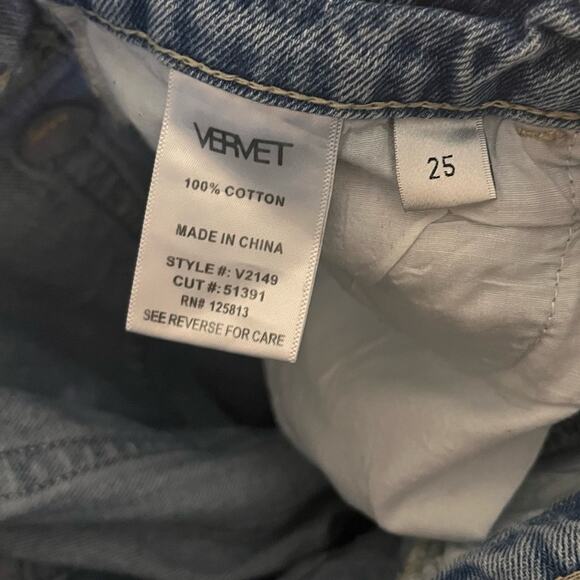 VERVET
100% COTTON
MADE IN CHINA
STYLE #: V2149
CUT #: 51391
RN# 125813
SEE REVERSE FOR CARE
25